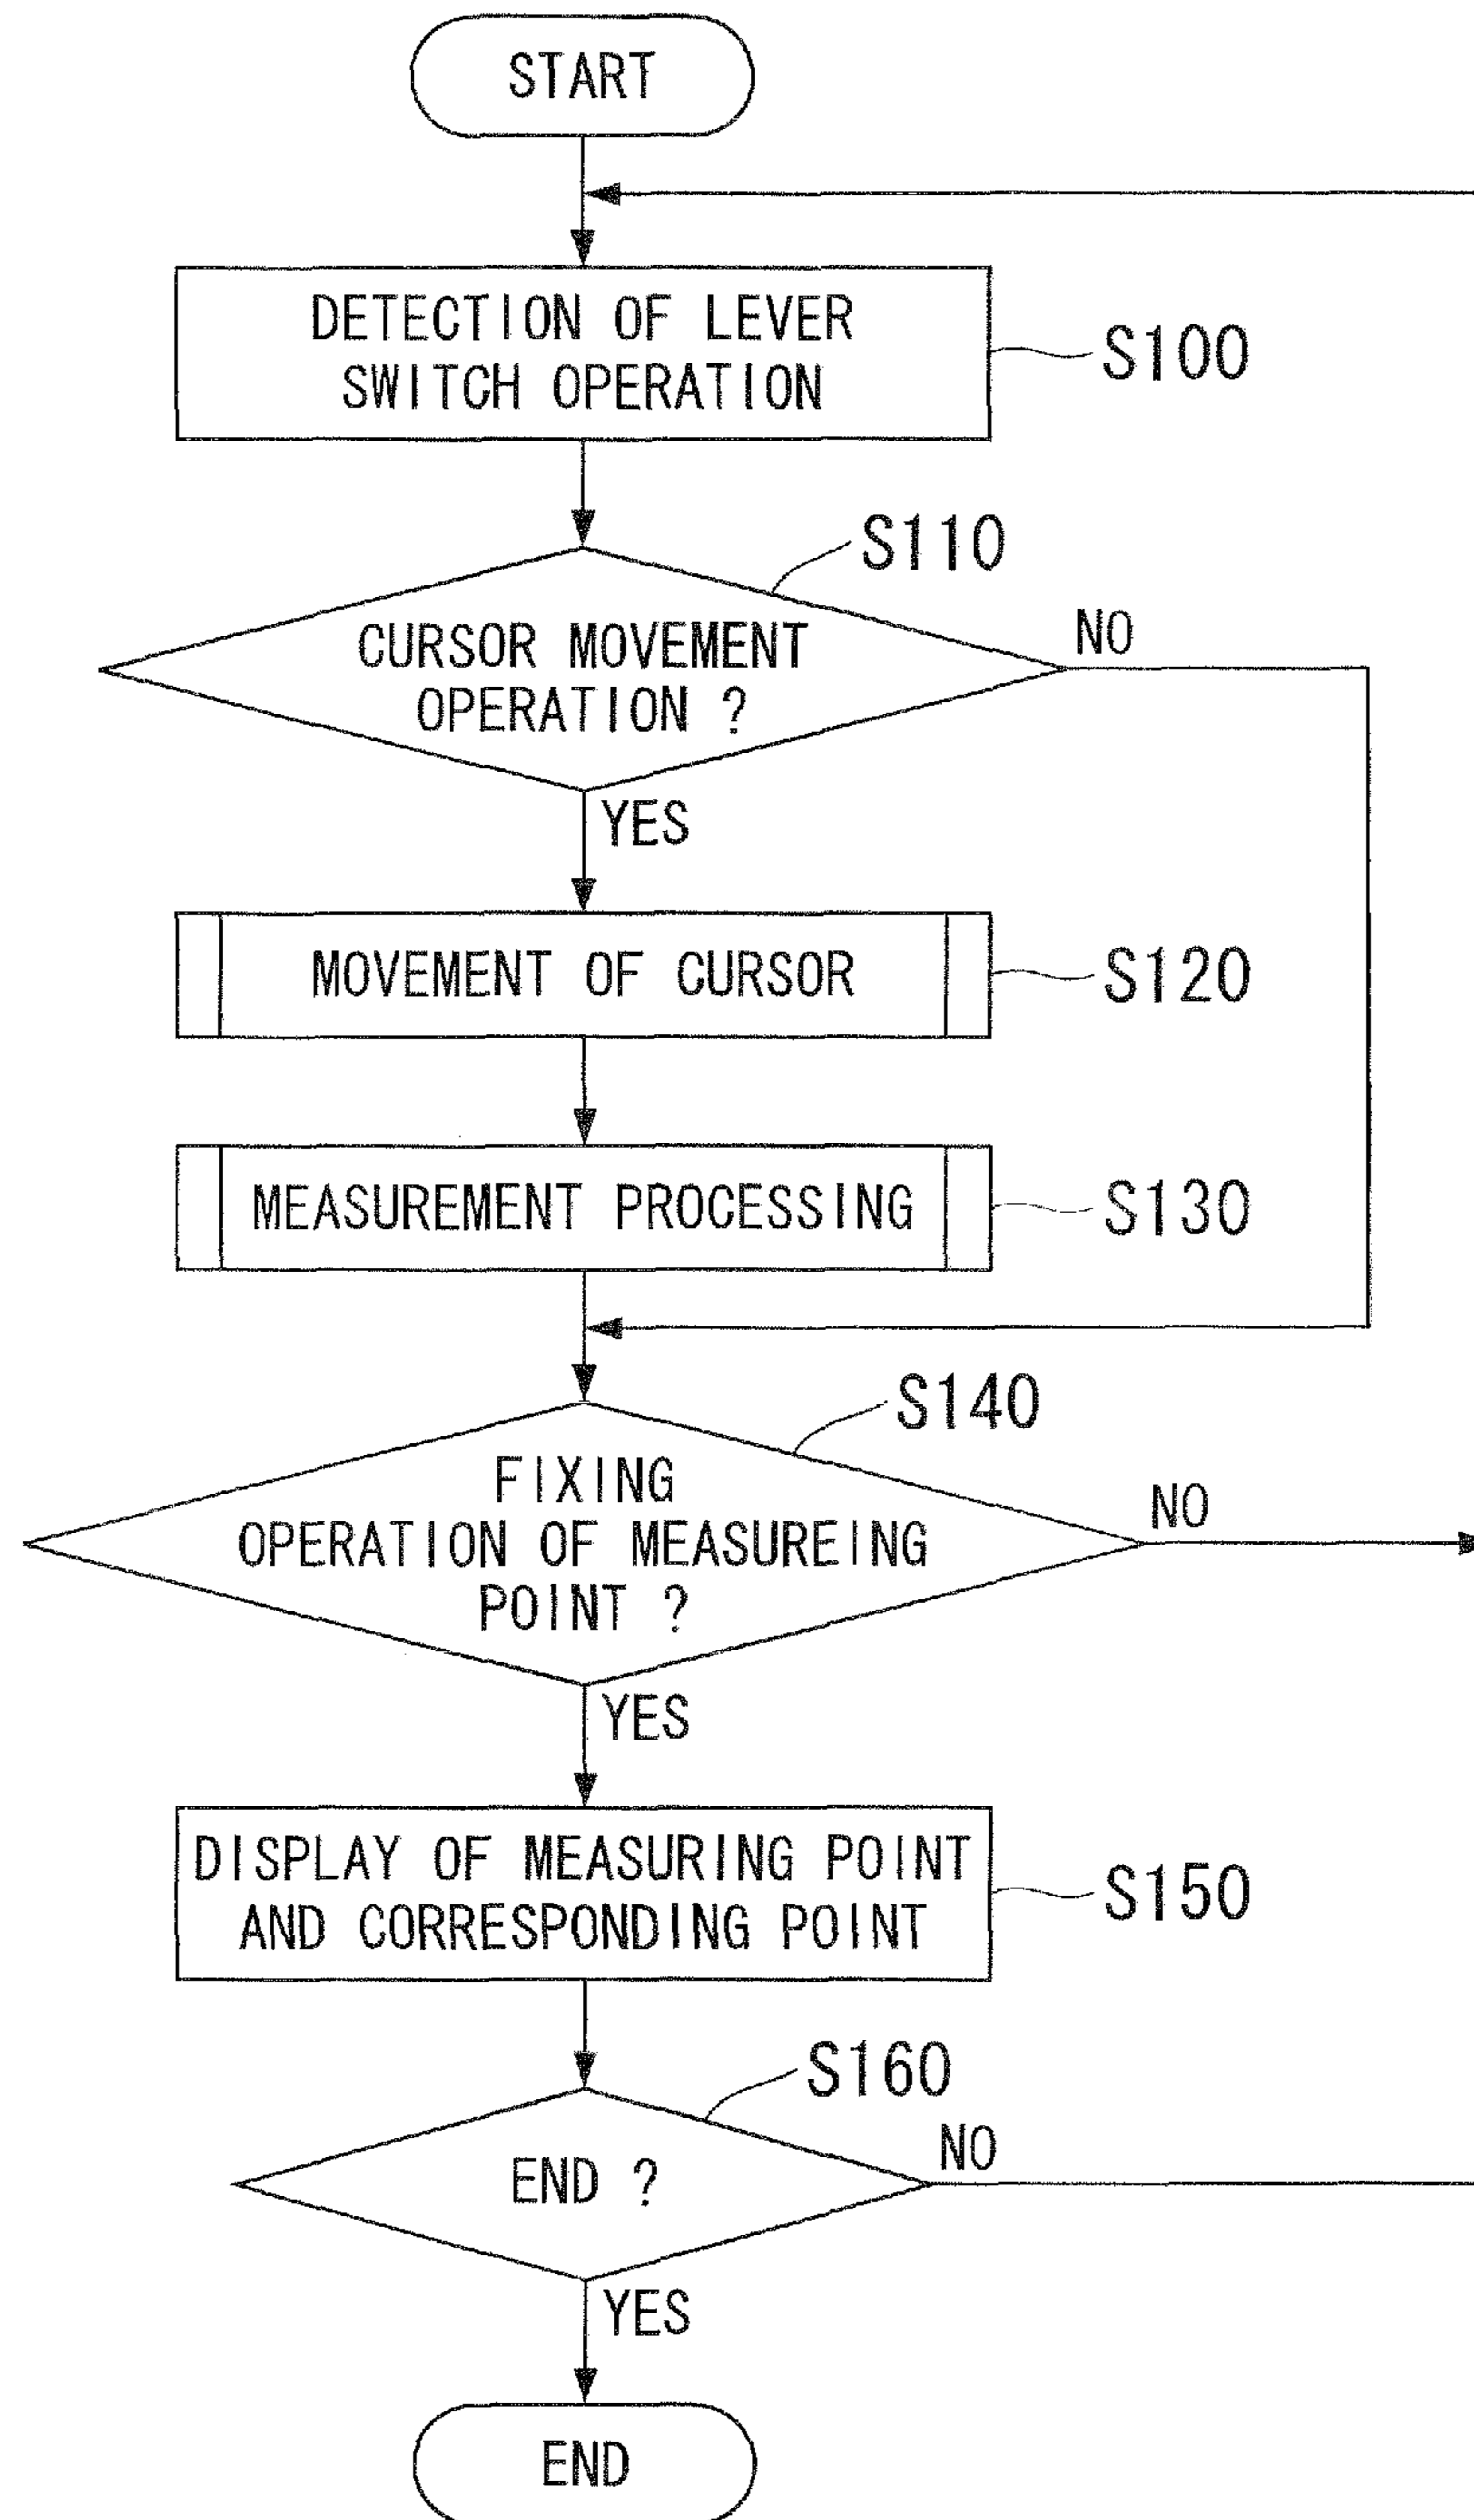 START
DETECTION OF LEVER
SWITCH OPERATION
S100
S110
CURSOR MOVEMENT
OPERATION ?
NO
YES
MOVEMENT OF CURSOR
S120
MEASUREMENT PROCESSING
S130
S140
FIXING
OPERATION OF MEASUREING
POINT ?
NO
YES
DISPLAY OF MEASURING POINT
AND CORRESPONDING POINT
S150
S160
END ?
NO
YES
END